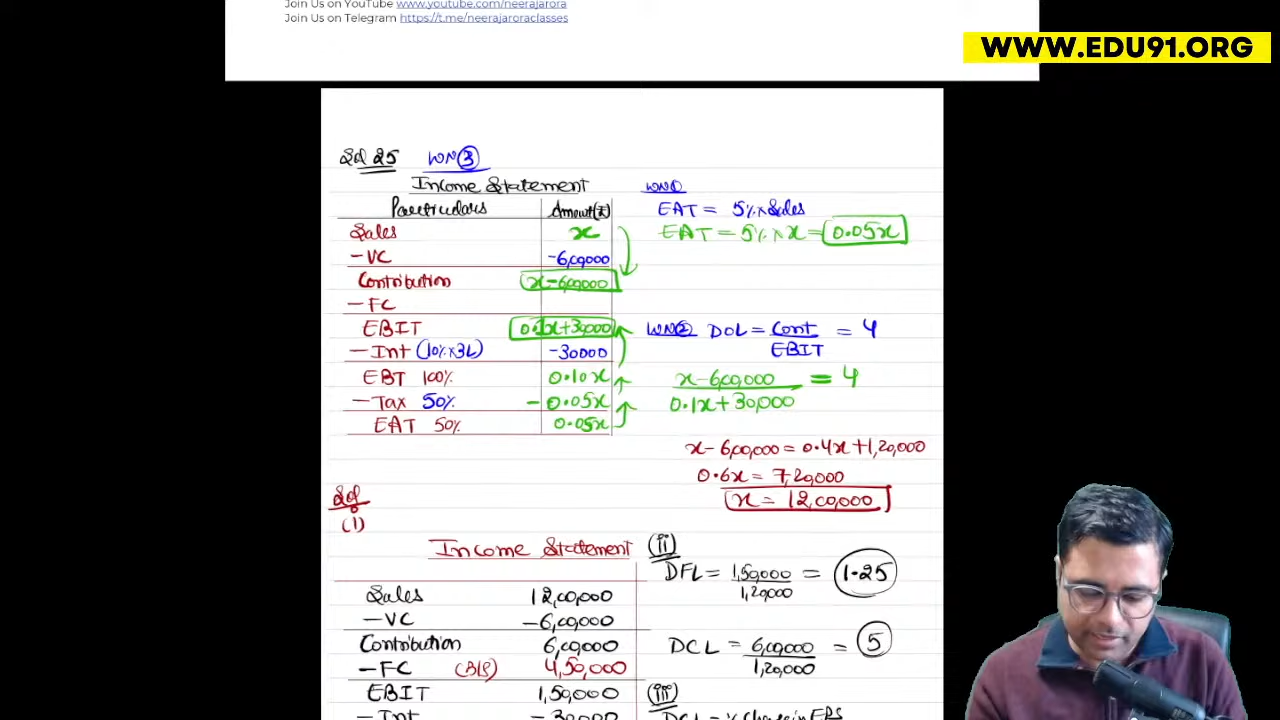 Join Us on YouTube www.youtube.com/neerajarora
Join Us on Telegram https://t.me/neerajaroraclasses
WWW.EDU91.ORG
Sol 25 WN③
Income Statement
Particulars Amount(₹)
Sales x
-VC -6,00,000
Contribution x-6,00,000
-FC
EBIT 0.1x+30,000
-Int (10%×3L) -30000
EBT 100% 0.10x
-Tax 50% -0.05x
EAT 50% 0.05x
WN①
EAT = 5%×Sales
EAT = 5%×x = 0.05x
WN② DOL = Cont = 4
EBIT
x-6,00,000 = 4
0.1x+30,000
x-6,00,000=0.4x+1,20,000
0.6x=7,20,000
x=12,00,000
Sol
(1)
Income Statement
Sales 12,00,000
-VC -6,00,000
Contribution 6,00,000
-FC (B/f) 4,50,000
EBIT 1,50,000
-Int -30000
(ii)
DFL = 1,50,000 = 1.25
1,20,000
DCL = 6,00,000 = 5
1,20,000
(iii)
DCL = % Change in EPS